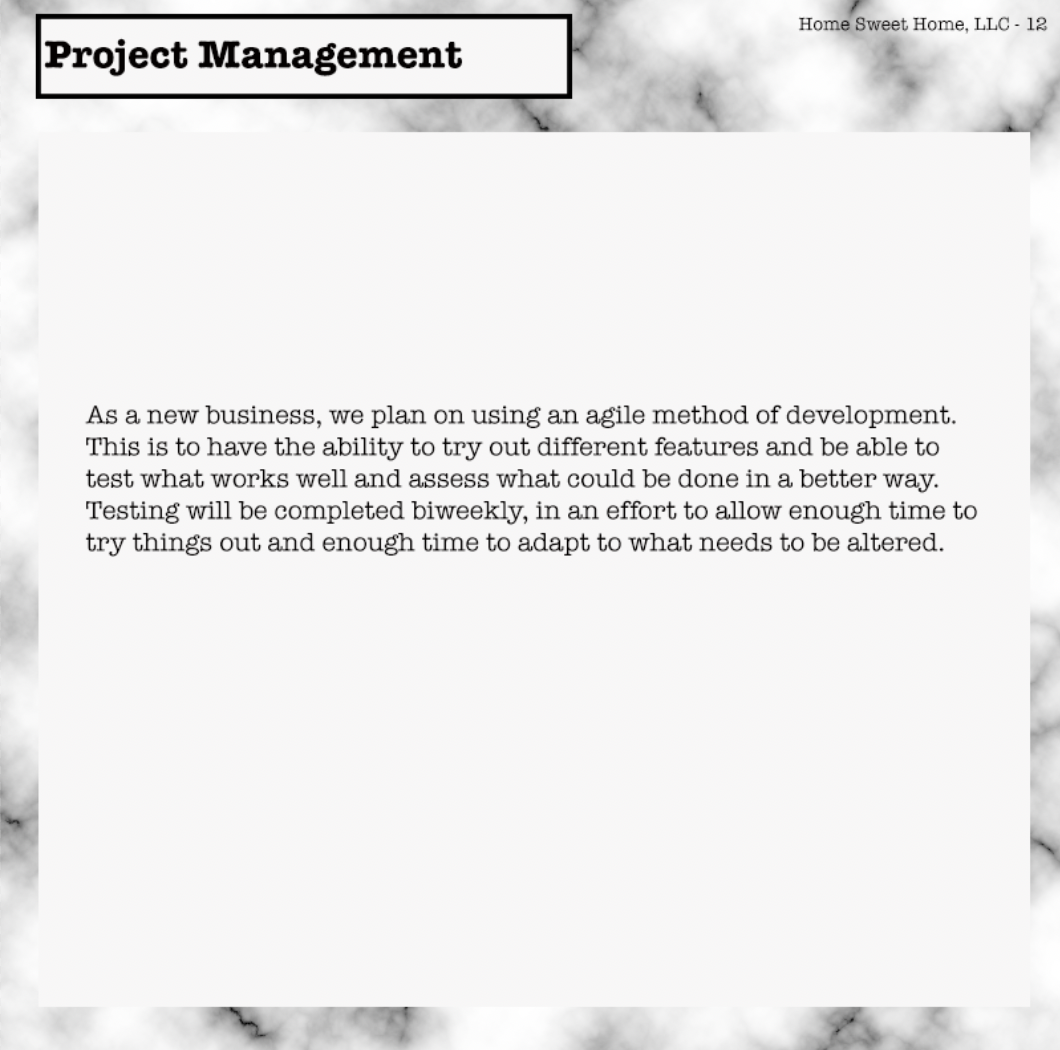 Home Sweet Home, LLC - 12
Project Management
As a new business, we plan on using an agile method of development.
This is to have the ability to try out different features and be able to
test what works well and assess what could be done in a better way.
Testing will be completed biweekly, in an effort to allow enough time to
try things out and enough time to adapt to what needs to be altered.